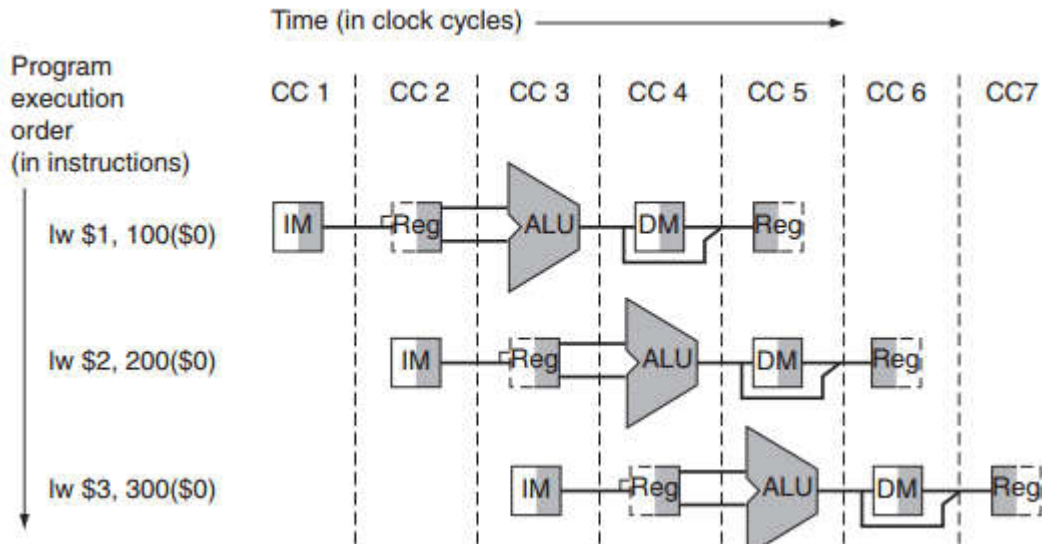 Time (in clock cycles)
Program
execution
order
(in instructions)
CC 1 CC 2 CC 3 CC 4 CC 5 CC 6 CC7
lw $1, 100($0) IM Reg ALU DM Reg
lw $2, 200($0) IM Reg ALU DM Reg
lw $3, 300($0) IM Reg ALU DM Reg